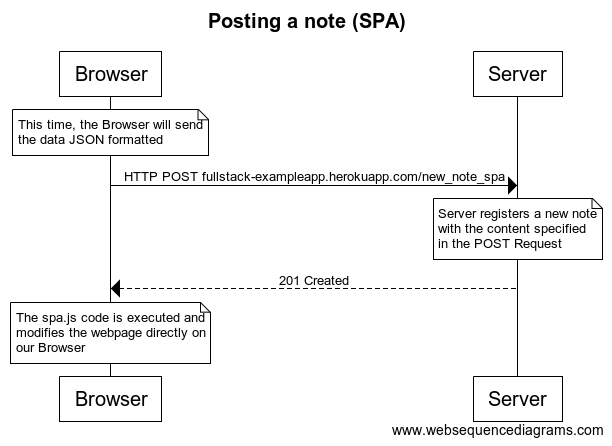 Posting a note (SPA)
Browser
Server
This time, the Browser will send
the data JSON formatted
HTTP POST fullstack-exampleapp.herokuapp.com/new_note_spa
Server registers a new note
with the content specified
in the POST Request
201 Created
The spa.js code is executed and
modifies the webpage directly on
our Browser
Browser
Server
www.websequencediagrams.com